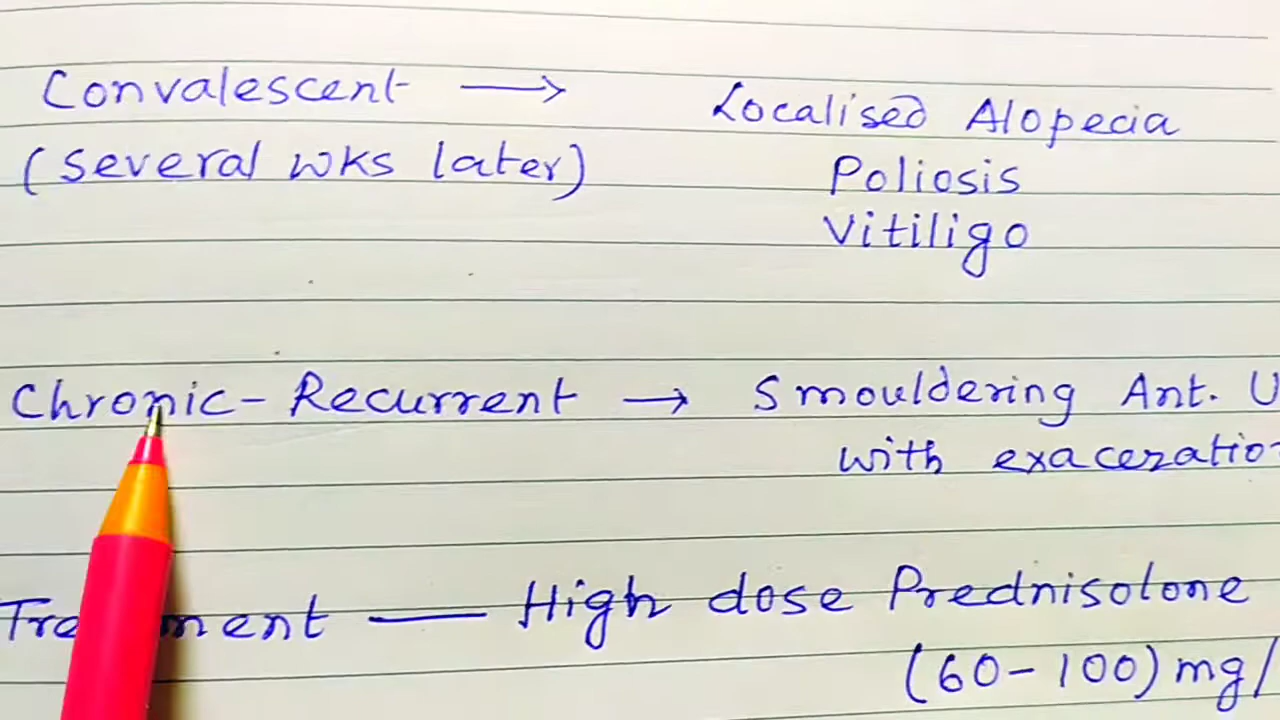 Convalescent → Localised Alopecia
(Several wks later) Poliosis
Vitiligo
Chronic - Recurrent → Smouldering Ant. U
with exacezatio
ment — High dose Prednisolone
(60-100) mg/